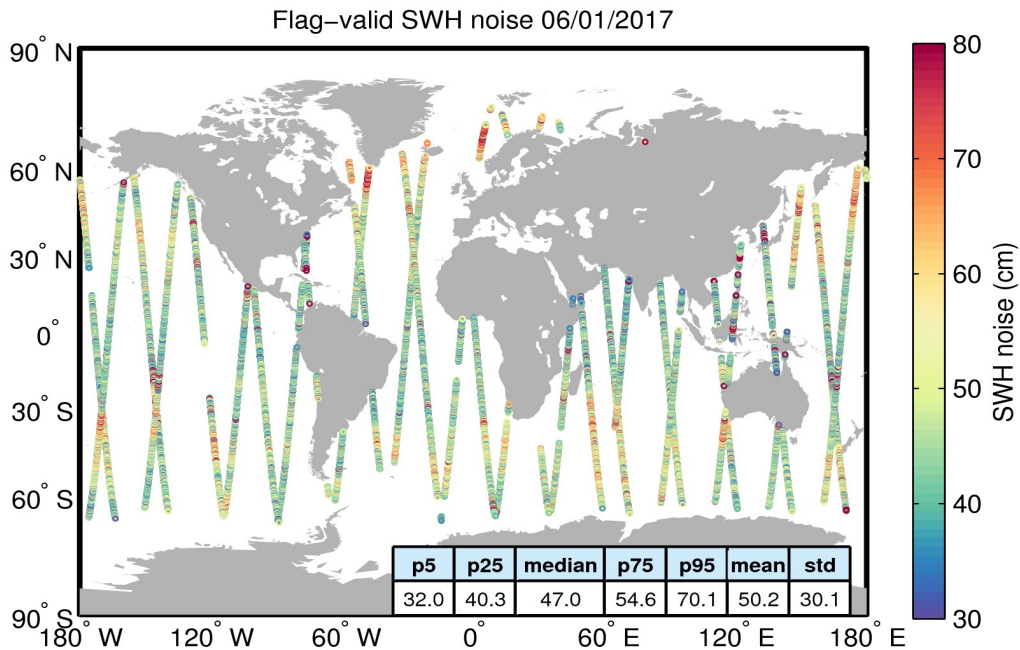 Flag−valid SWH noise 06/01/2017
90° N
60° N
30° N
0°
30° S
60° S
90° S
180° W
120° W
60° W
0°
60° E
120° E
180° E
80
70
60
50
40
30
SWH noise (cm)
p5 p25 median p75 p95 mean std
32.0 40.3 47.0 54.6 70.1 50.2 30.1